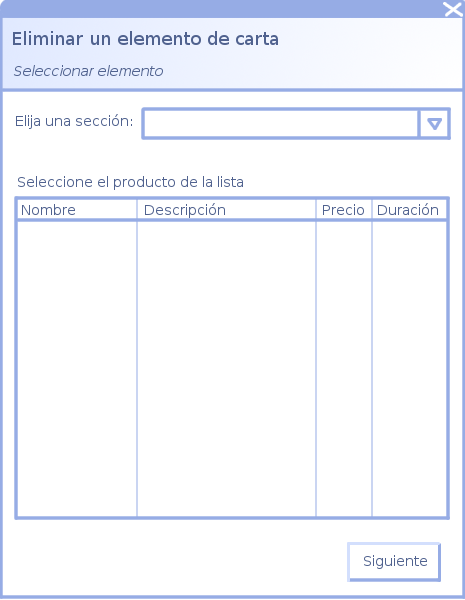 Eliminar un elemento de carta
Seleccionar elemento
Elija una sección:
Seleccione el producto de la lista
Nombre Descripción Precio Duración
Siguiente